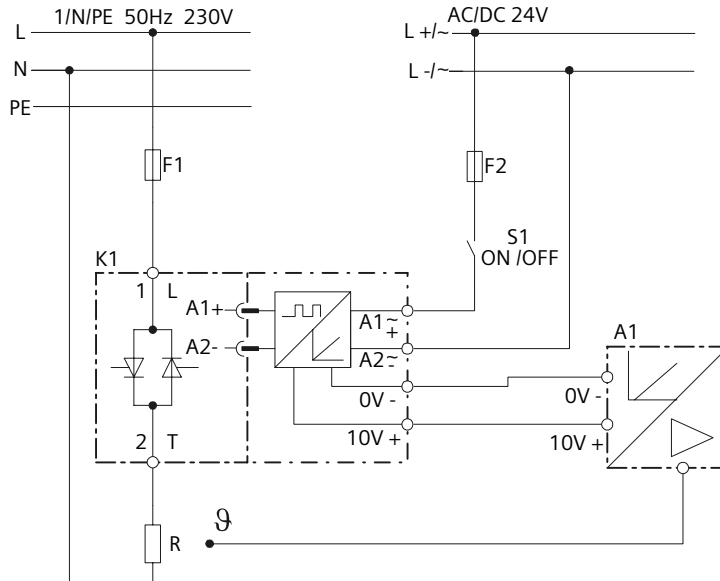 1/N/PE 50Hz 230V
AC/DC 24V
L
L +/~
N
L -/~
PE
F1
F2
S1
ON /OFF
K1
1 L
A1+
A1 ~
+
A1
A2-
A2 ~
-
0V -
0V -
10V +
10V +
2 T
R
ϑ